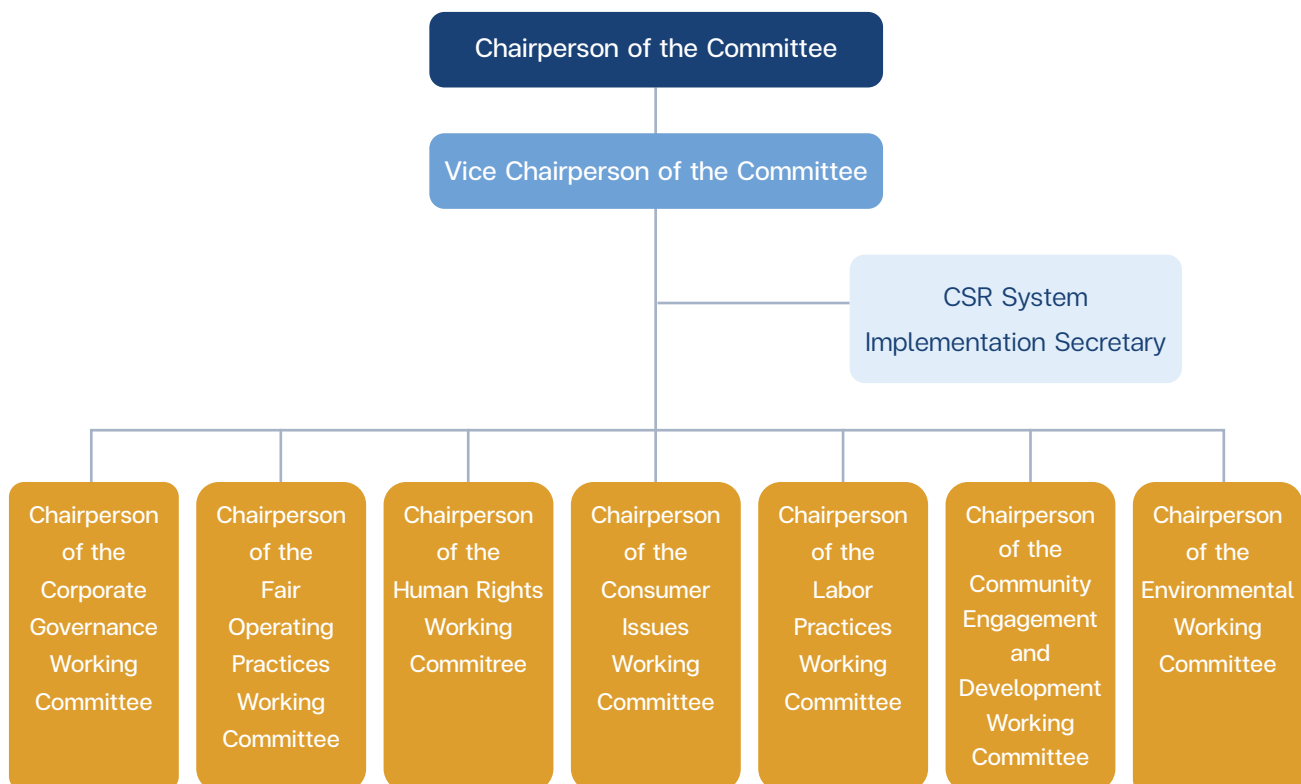 Chairperson of the Committee
Vice Chairperson of the Committee
CSR System
Implementation Secretary
Chairperson
of the
Corporate
Governance
Working
Committee
Chairperson
of the
Fair
Operating
Practices
Working
Committee
Chairperson
of the
Human Rights
Working
Commitree
Chairperson
of the
Consumer
Issues
Working
Committee
Chairperson
of the
Labor
Practices
Working
Committee
Chairperson
of the
Community
Engagement
and
Development
Working
Committee
Chairperson
of the
Environmental
Working
Committee